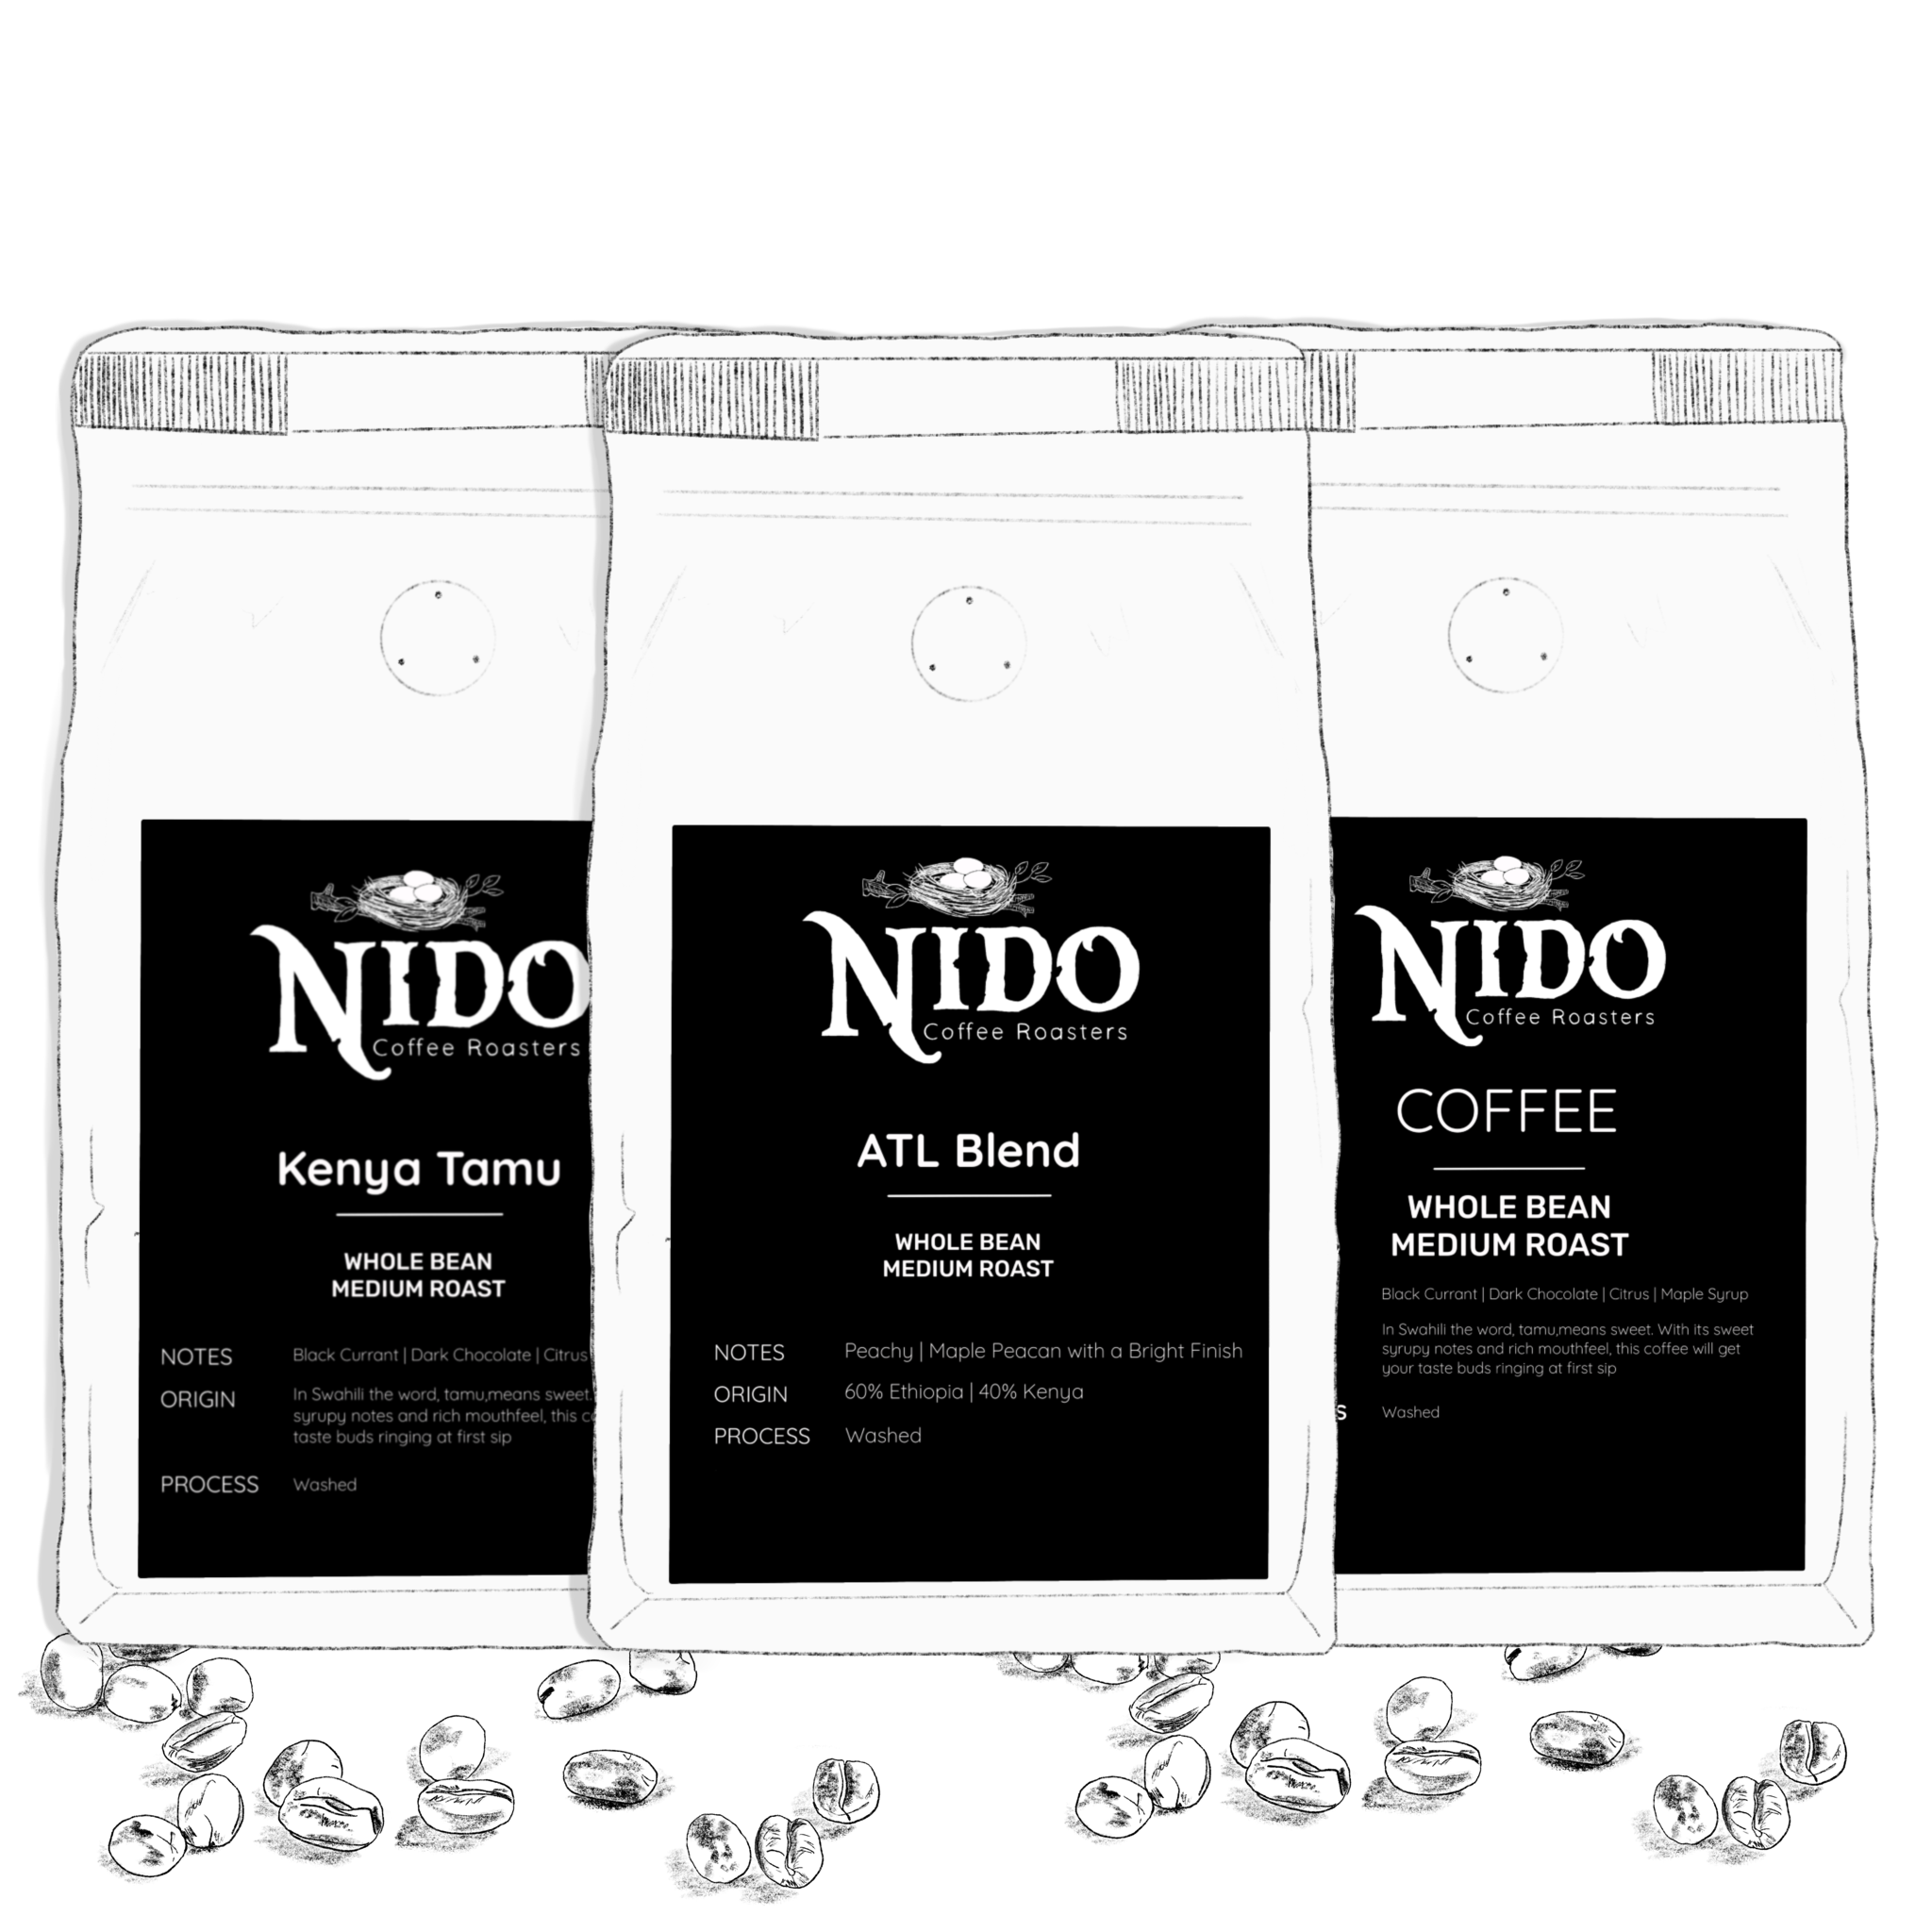 NIDO
Coffee Roasters
Kenya Tamu
WHOLE BEAN
MEDIUM ROAST
NOTES Black Currant | Dark Chocolate | Citrus
ORIGIN In Swahili the word, tamu,means sweet.
syrupy notes and rich mouthfeel, this
taste buds ringing at first sip
PROCESS Washed
NIDO
Coffee Roasters
ATL Blend
WHOLE BEAN
MEDIUM ROAST
NOTES Peachy | Maple Peacan with a Bright Finish
ORIGIN 60% Ethiopia | 40% Kenya
PROCESS Washed
NIDO
Coffee Roasters
COFFEE
WHOLE BEAN
MEDIUM ROAST
Black Currant | Dark Chocolate | Citrus | Maple Syrup
In Swahili the word, tamu,means sweet. With its sweet
syrupy notes and rich mouthfeel, this coffee will get
your taste buds ringing at first sip
Washed